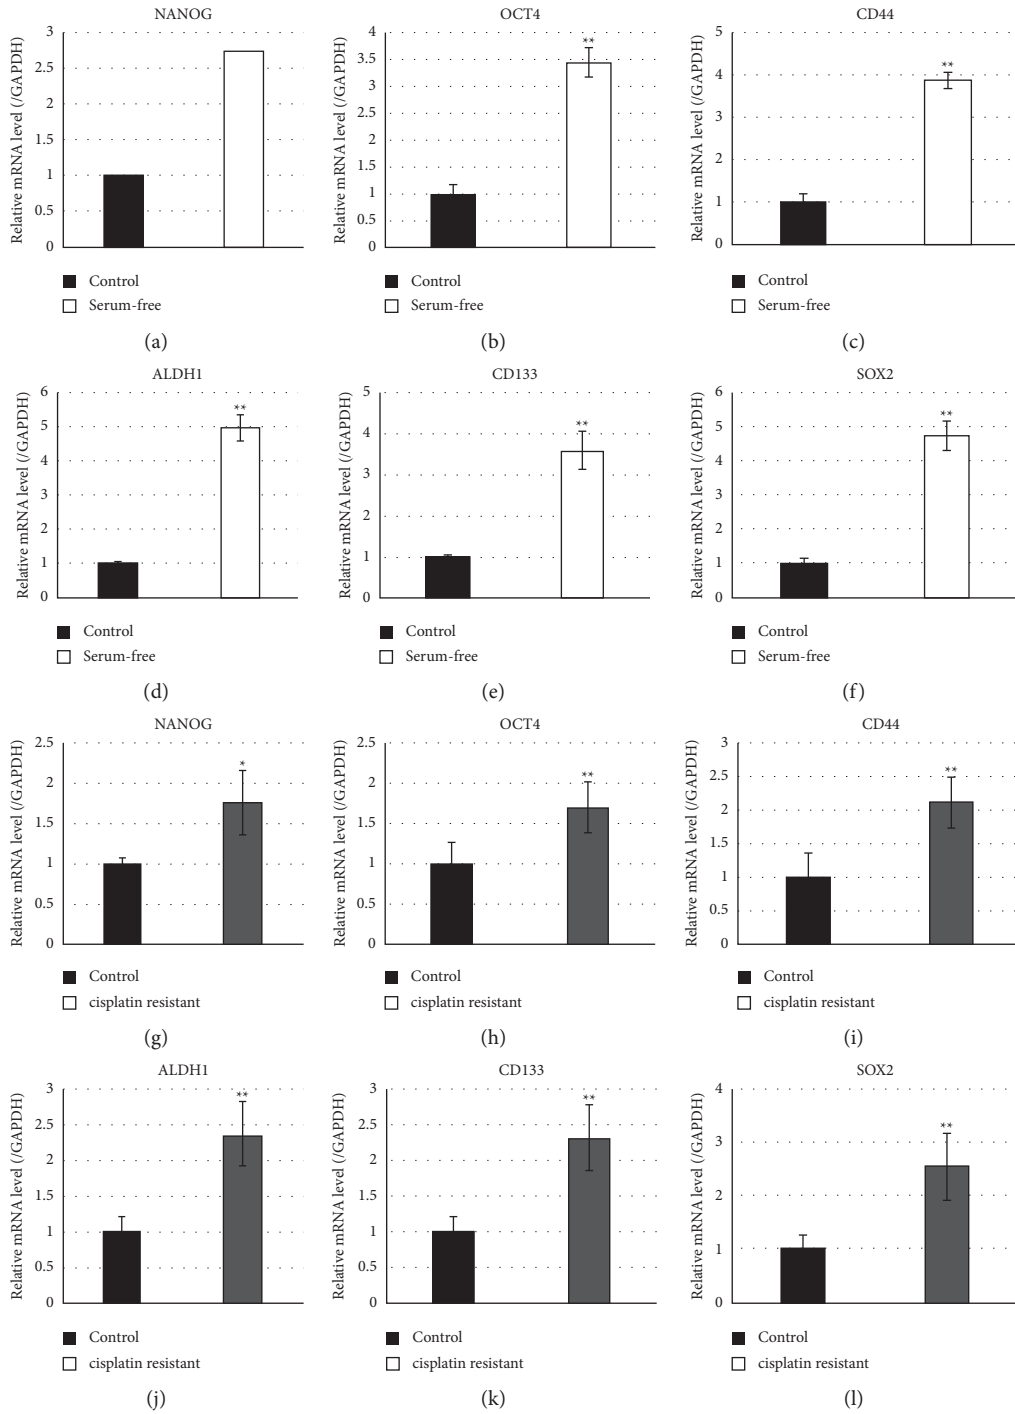 NANOG
Relative mRNA level (/GAPDH)
3
2.5
2
1.5
1
0.5
0
Control
Serum-free
(a)
OCT4
Relative mRNA level (/GAPDH)
4
3.5
3
2.5
2
1.5
1
0.5
0
**
Control
Serum-free
(b)
CD44
Relative mRNA level (/GAPDH)
5
4
3
2
1
0
**
Control
Serum-free
(c)
ALDH1
Relative mRNA level (/GAPDH)
6
5
4
3
2
1
0
**
Control
Serum-free
(d)
CD133
Relative mRNA level (/GAPDH)
5
4
3
2
1
0
**
Control
Serum-free
(e)
SOX2
Relative mRNA level (/GAPDH)
6
5
4
3
2
1
0
**
Control
Serum-free
(f)
NANOG
Relative mRNA level (/GAPDH)
2.5
2
1.5
1
0.5
0
*
Control
cisplatin resistant
(g)
OCT4
Relative mRNA level (/GAPDH)
2.5
2
1.5
1
0.5
0
**
Control
cisplatin resistant
(h)
CD44
Relative mRNA level (/GAPDH)
3
2.5
2
1.5
1
0.5
0
**
Control
cisplatin resistant
(i)
ALDH1
Relative mRNA level (/GAPDH)
3
2.5
2
1.5
1
0.5
0
**
Control
cisplatin resistant
(j)
CD133
Relative mRNA level (/GAPDH)
3
2.5
2
1.5
1
0.5
0
**
Control
cisplatin resistant
(k)
SOX2
Relative mRNA level (/GAPDH)
4
3
2
1
0
**
Control
cisplatin resistant
(l)